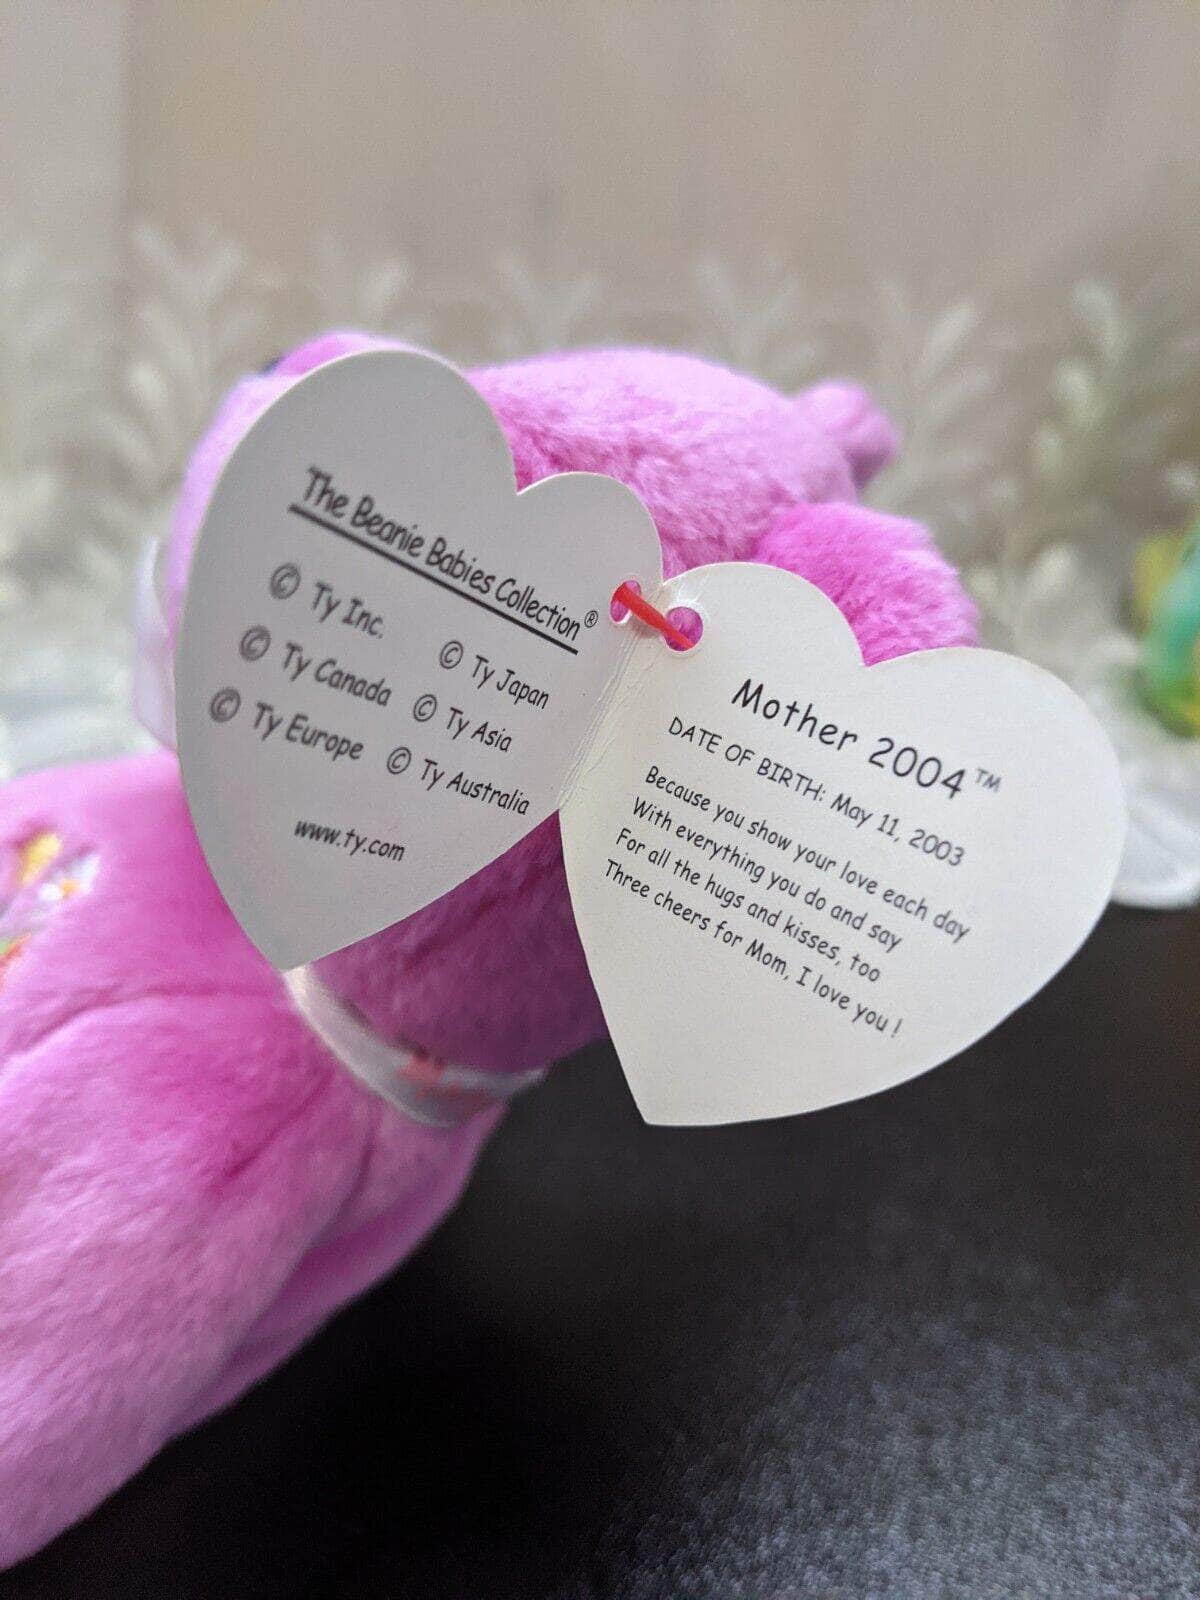 The Beanie Babies Collection®
© Ty Inc.
© Ty Canada
© Ty Europe
© Ty Japan
© Ty Asia
© Ty Australia
www.ty.com
Mother 2004™
DATE OF BIRTH: May 11, 2003
Because you show your love each day
With everything you do and say
For all the hugs and kisses, too
Three cheers for Mom, I love you !